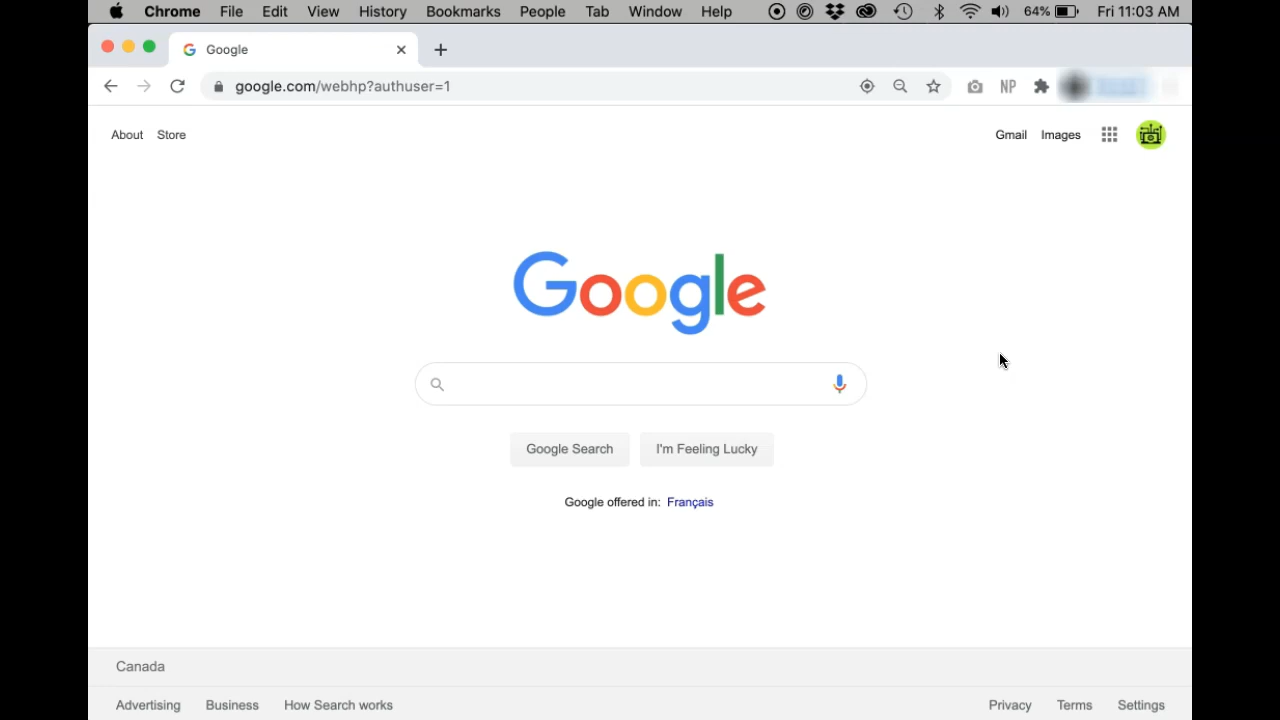 Chrome File Edit View History Bookmarks People Tab Window Help 64% Fri 11:03 AM
Google
google.com/webhp?authuser=1 NP
About Store Gmail Images
Google
Google Search I'm Feeling Lucky
Google offered in: Français
Canada
Advertising Business How Search works Privacy Terms Settings